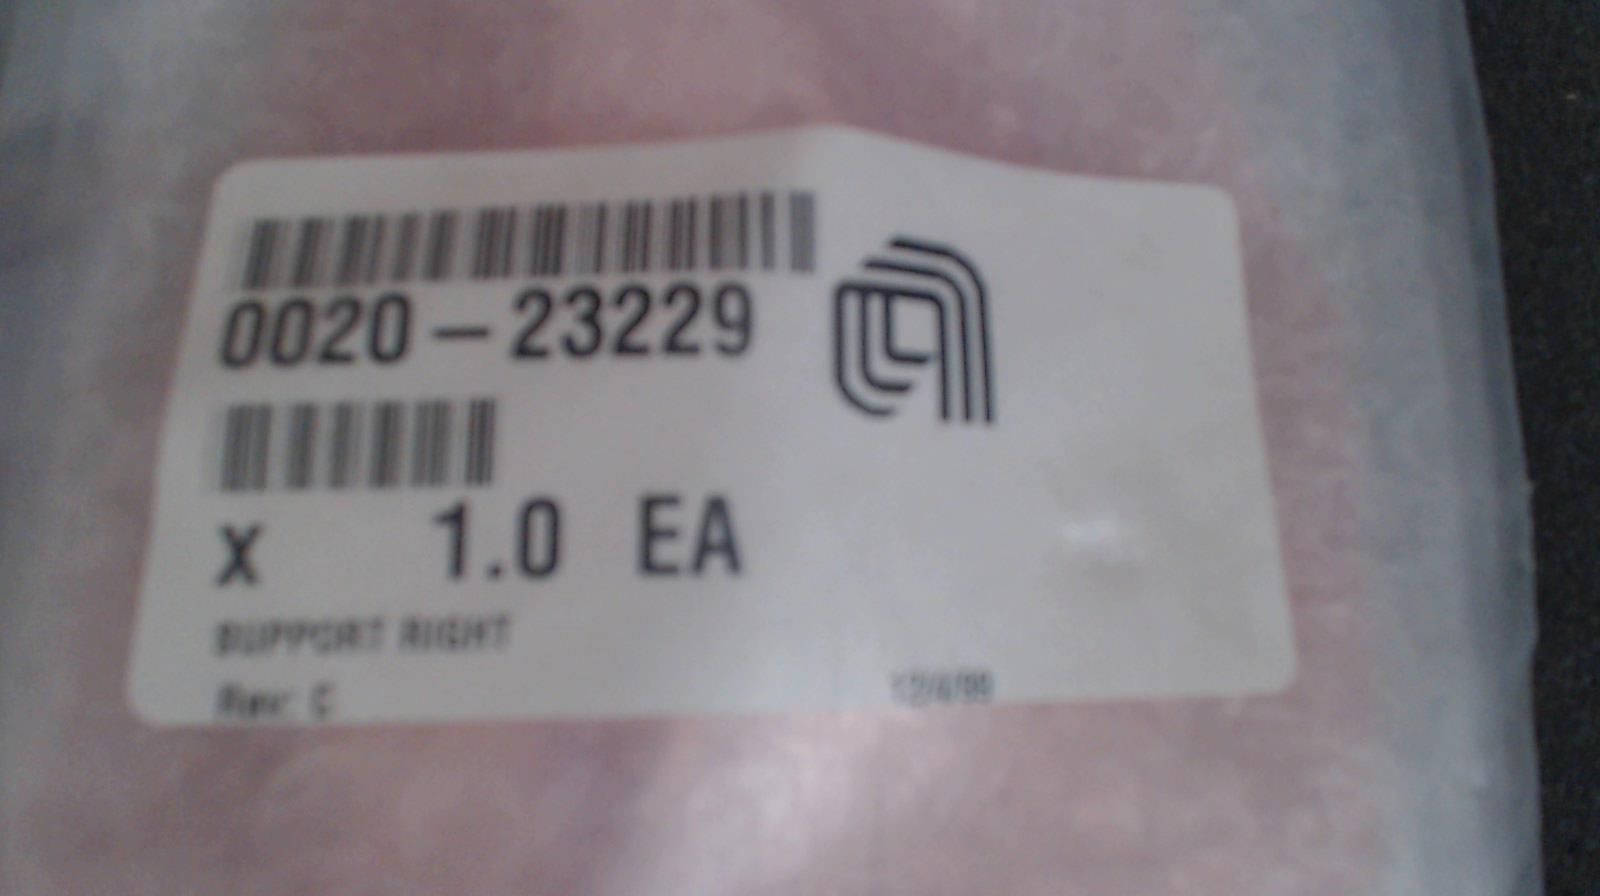 0020-23229
X 1.0 EA
SUPPORT RIGHT
Rev: C